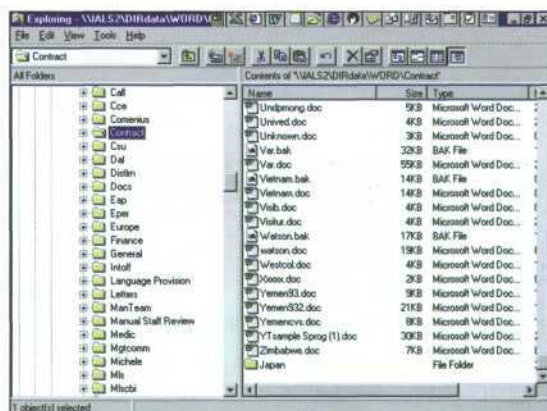 Exploring - \\IALS2\DIRdata\WORD\C
File Edit View Tools Help
Contract
All Folders
Contents of '\\IALS2\DIRdata\WORD\Contract'
Name Size Type
Call
Cce
Comenius
Contract
Csu
Dal
Distlrn
Docs
Eap
Eper
Europe
Finance
General
Intoff
Language Provision
Letters
ManTeam
Manual Staff Review
Medic
Mgtcomm
Michele
Mls
Mlscbi
Undpmong.doc 5KB Microsoft Word Doc...
Unived.doc 4KB Microsoft Word Doc...
Unknown.doc 3KB Microsoft Word Doc...
Var.bak 32KB BAK File
Var.doc 55KB Microsoft Word Doc...
Vietnam.bak 14KB BAK File
Vietnam.doc 14KB Microsoft Word Doc...
Visib.doc 4KB Microsoft Word Doc...
Visitur.doc 4KB Microsoft Word Doc...
Watson.bak 17KB BAK File
watson.doc 19KB Microsoft Word Doc...
Westcol.doc 4KB Microsoft Word Doc...
Xxxxx.doc 2KB Microsoft Word Doc...
Yemen93.doc 9KB Microsoft Word Doc...
Yemen932.doc 21KB Microsoft Word Doc...
Yemencvs.doc 8KB Microsoft Word Doc...
YTsample Sprog (1).doc 30KB Microsoft Word Doc...
Zimbabwe.doc 7KB Microsoft Word Doc...
Japan File Folder
1 object(s) selected